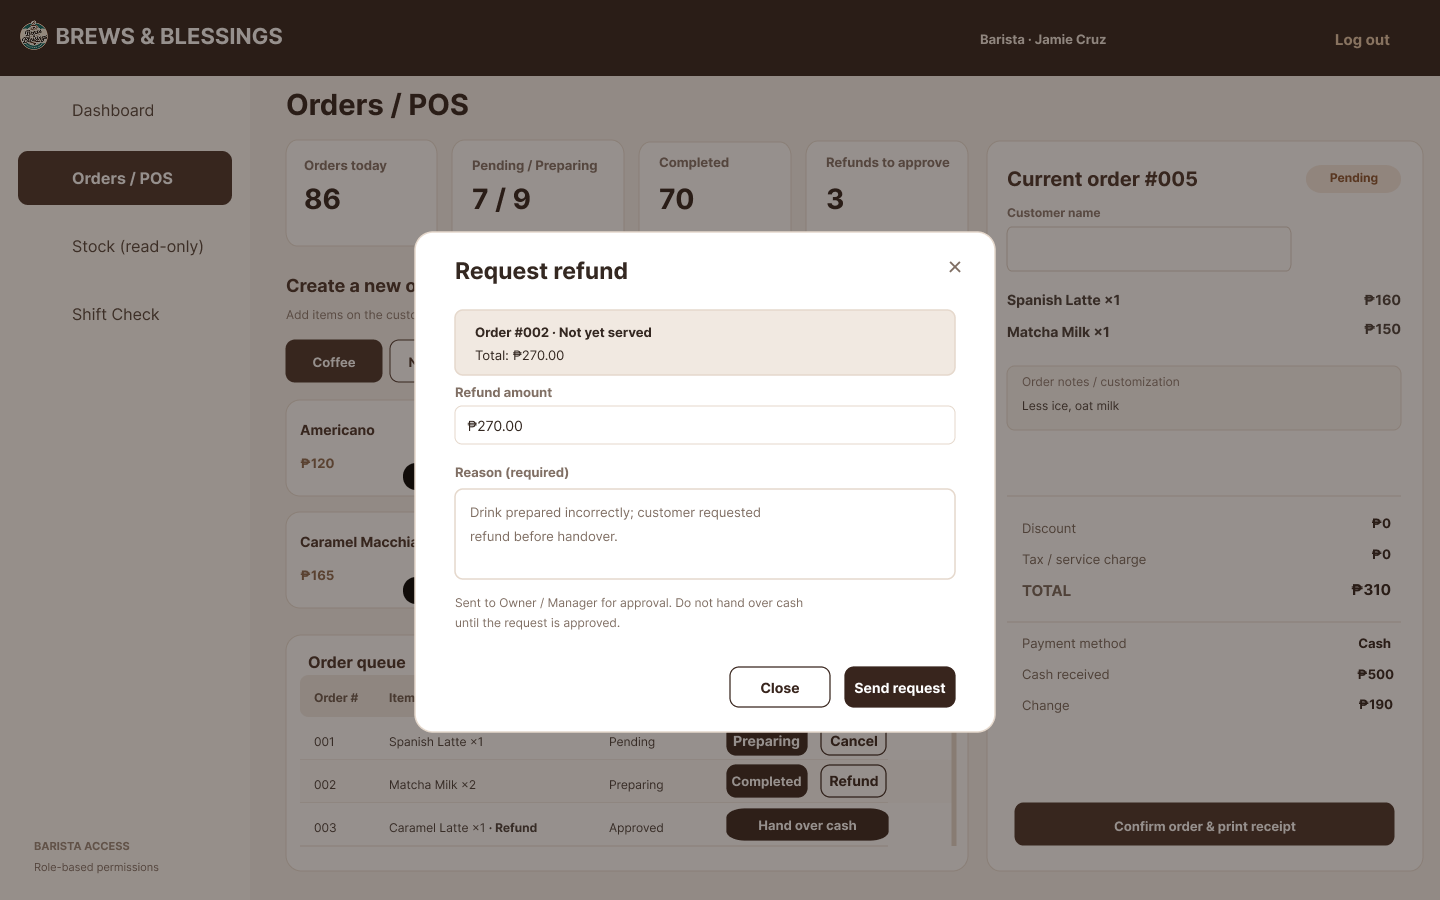 BREWS & BLESSINGS
Barista · Jamie Cruz
Log out
Dashboard
Orders / POS
Stock (read-only)
Shift Check
BARISTA ACCESS
Role-based permissions
Orders / POS
Orders today
86
Pending / Preparing
7 / 9
Completed
70
Refunds to approve
3
Create a new o
Add items on the custo
Coffee
Americano
₱120
Caramel Macchia
₱165
Order queue
Order #
Item
001 Spanish Latte ×1 Pending Preparing Cancel
002 Matcha Milk ×2 Preparing Completed Refund
003 Caramel Latte ×1 · Refund Approved Hand over cash
Request refund
×
Order #002 · Not yet served
Total: ₱270.00
Refund amount
₱270.00
Reason (required)
Drink prepared incorrectly; customer requested
refund before handover.
Sent to Owner / Manager for approval. Do not hand over cash
until the request is approved.
Close
Send request
Current order #005
Pending
Customer name
Spanish Latte ×1 ₱160
Matcha Milk ×1 ₱150
Order notes / customization
Less ice, oat milk
Discount ₱0
Tax / service charge ₱0
TOTAL ₱310
Payment method Cash
Cash received ₱500
Change ₱190
Confirm order & print receipt